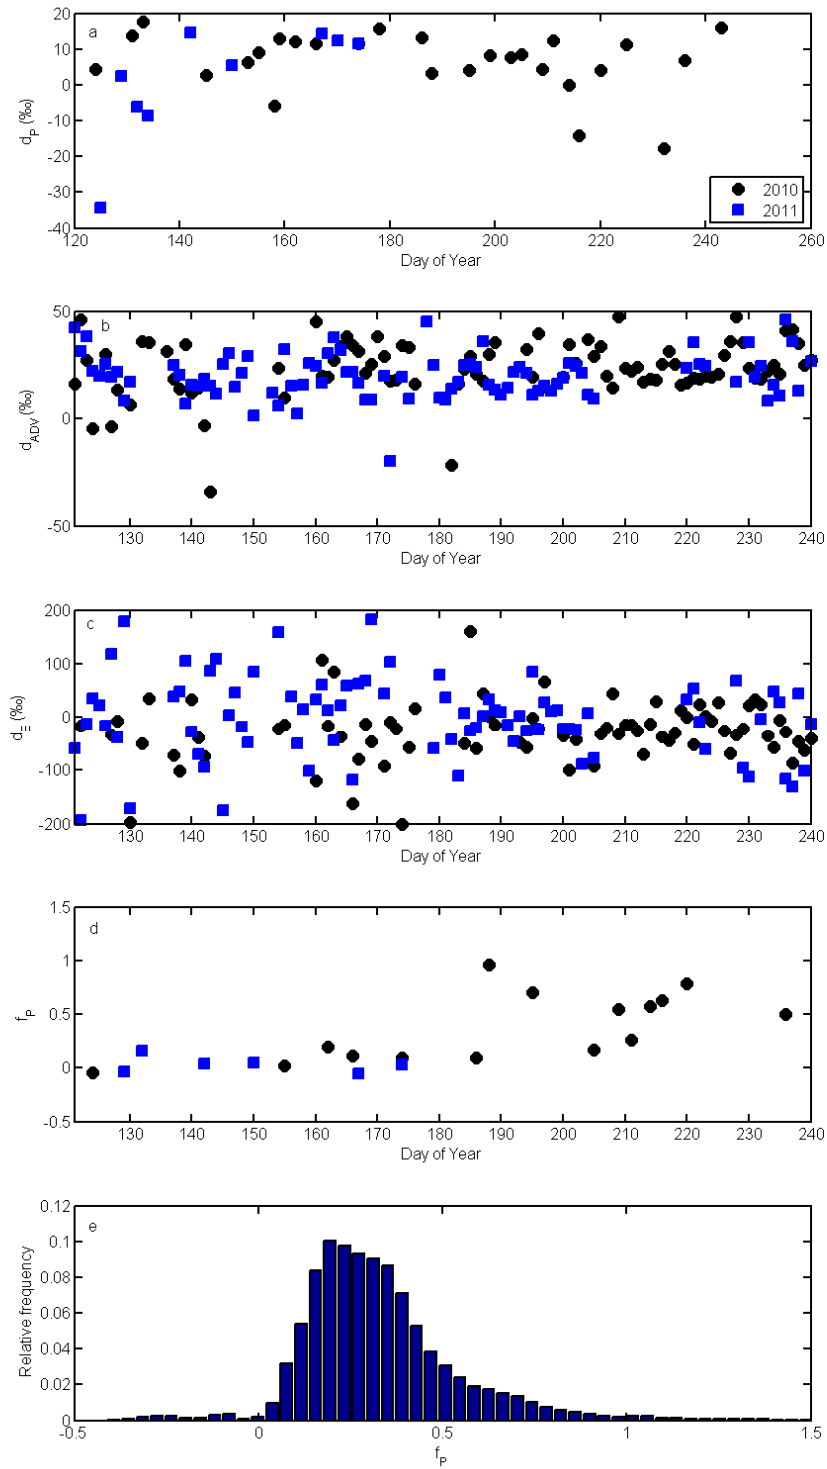 a
20
10
0
-10
-20
-30
-40
d_P (‰)
2010
2011
120 140 160 180 200 220 240 260
Day of Year
b
50
0
-50
d_ADV (‰)
130 140 150 160 170 180 190 200 210 220 230 240
Day of Year
c
200
100
0
-100
-200
d_Ξ (‰)
130 140 150 160 170 180 190 200 210 220 230 240
Day of Year
d
1.5
1
0.5
0
-0.5
f_P
130 140 150 160 170 180 190 200 210 220 230 240
Day of Year
e
0.12
0.1
0.08
0.06
0.04
0.02
0
Relative frequency
-0.5 0 0.5 1 1.5
f_P